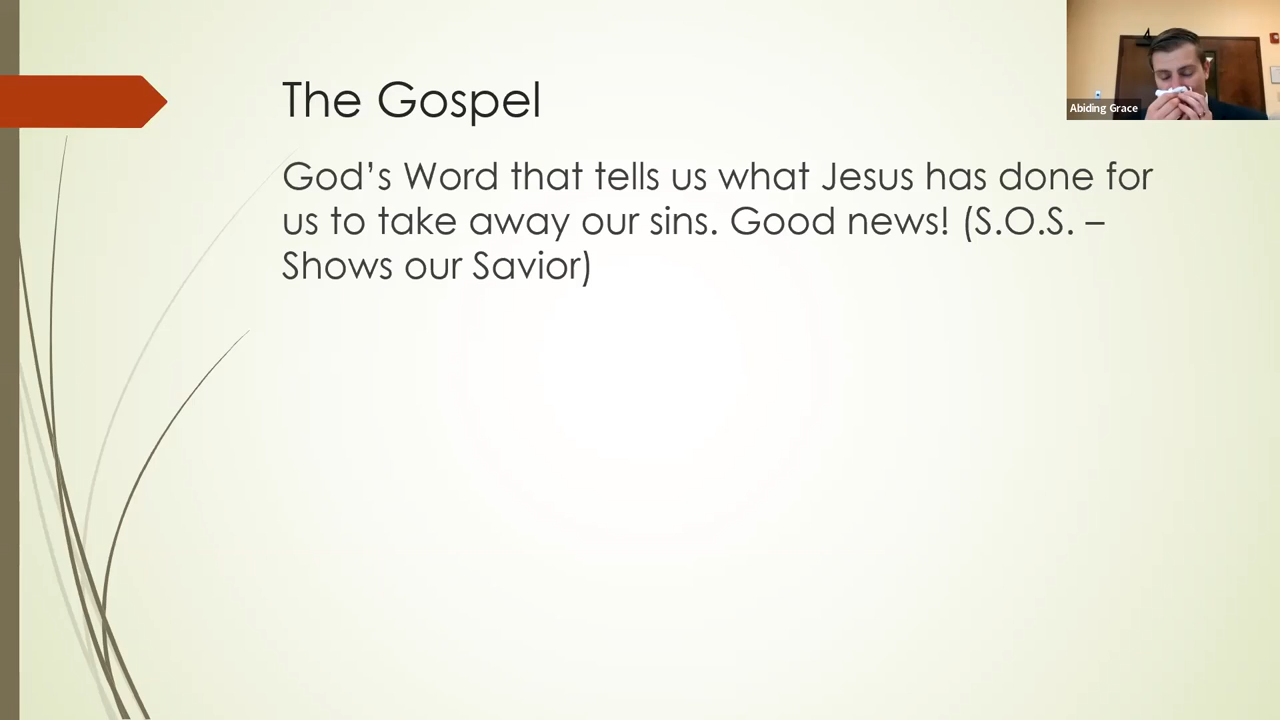 The Gospel
God’s Word that tells us what Jesus has done for
us to take away our sins. Good news! (S.O.S. –
Shows our Savior)
Abiding Grace